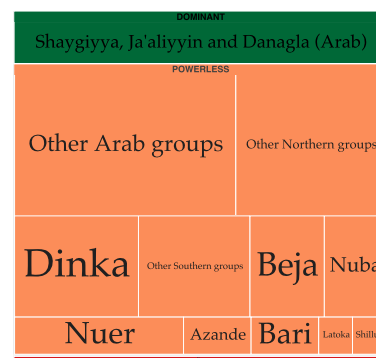 DOMINANT
Shaygiyya, Ja'aliyyin and Danagla (Arab)
POWERLESS
Other Arab groups
Other Northern groups
Dinka
Other Southern groups
Beja
Nuba
Nuer
Azande
Bari
Latoka